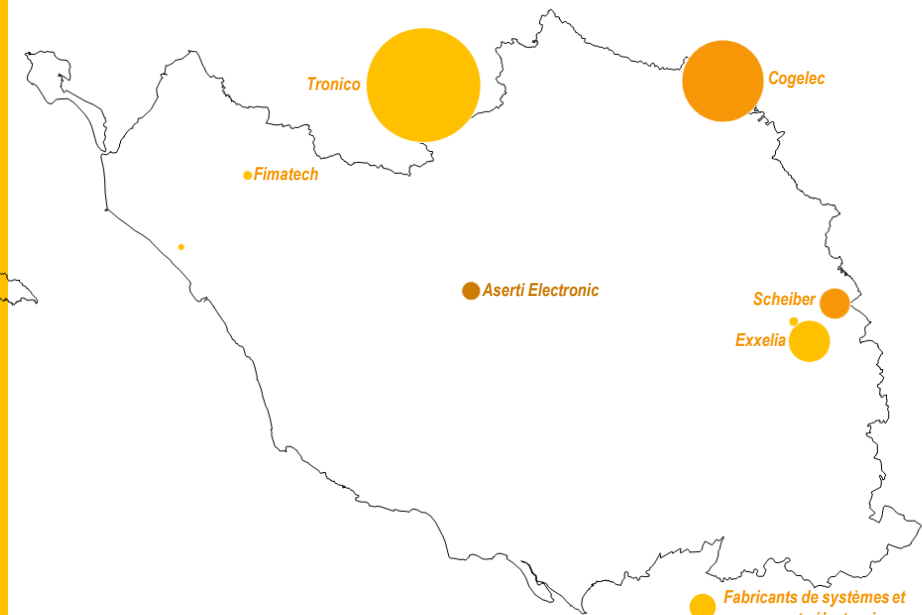 Tronico
Cogelec
Fimatech
Aserti Electronic
Scheiber
Exxelia
Fabricants de systèmes et